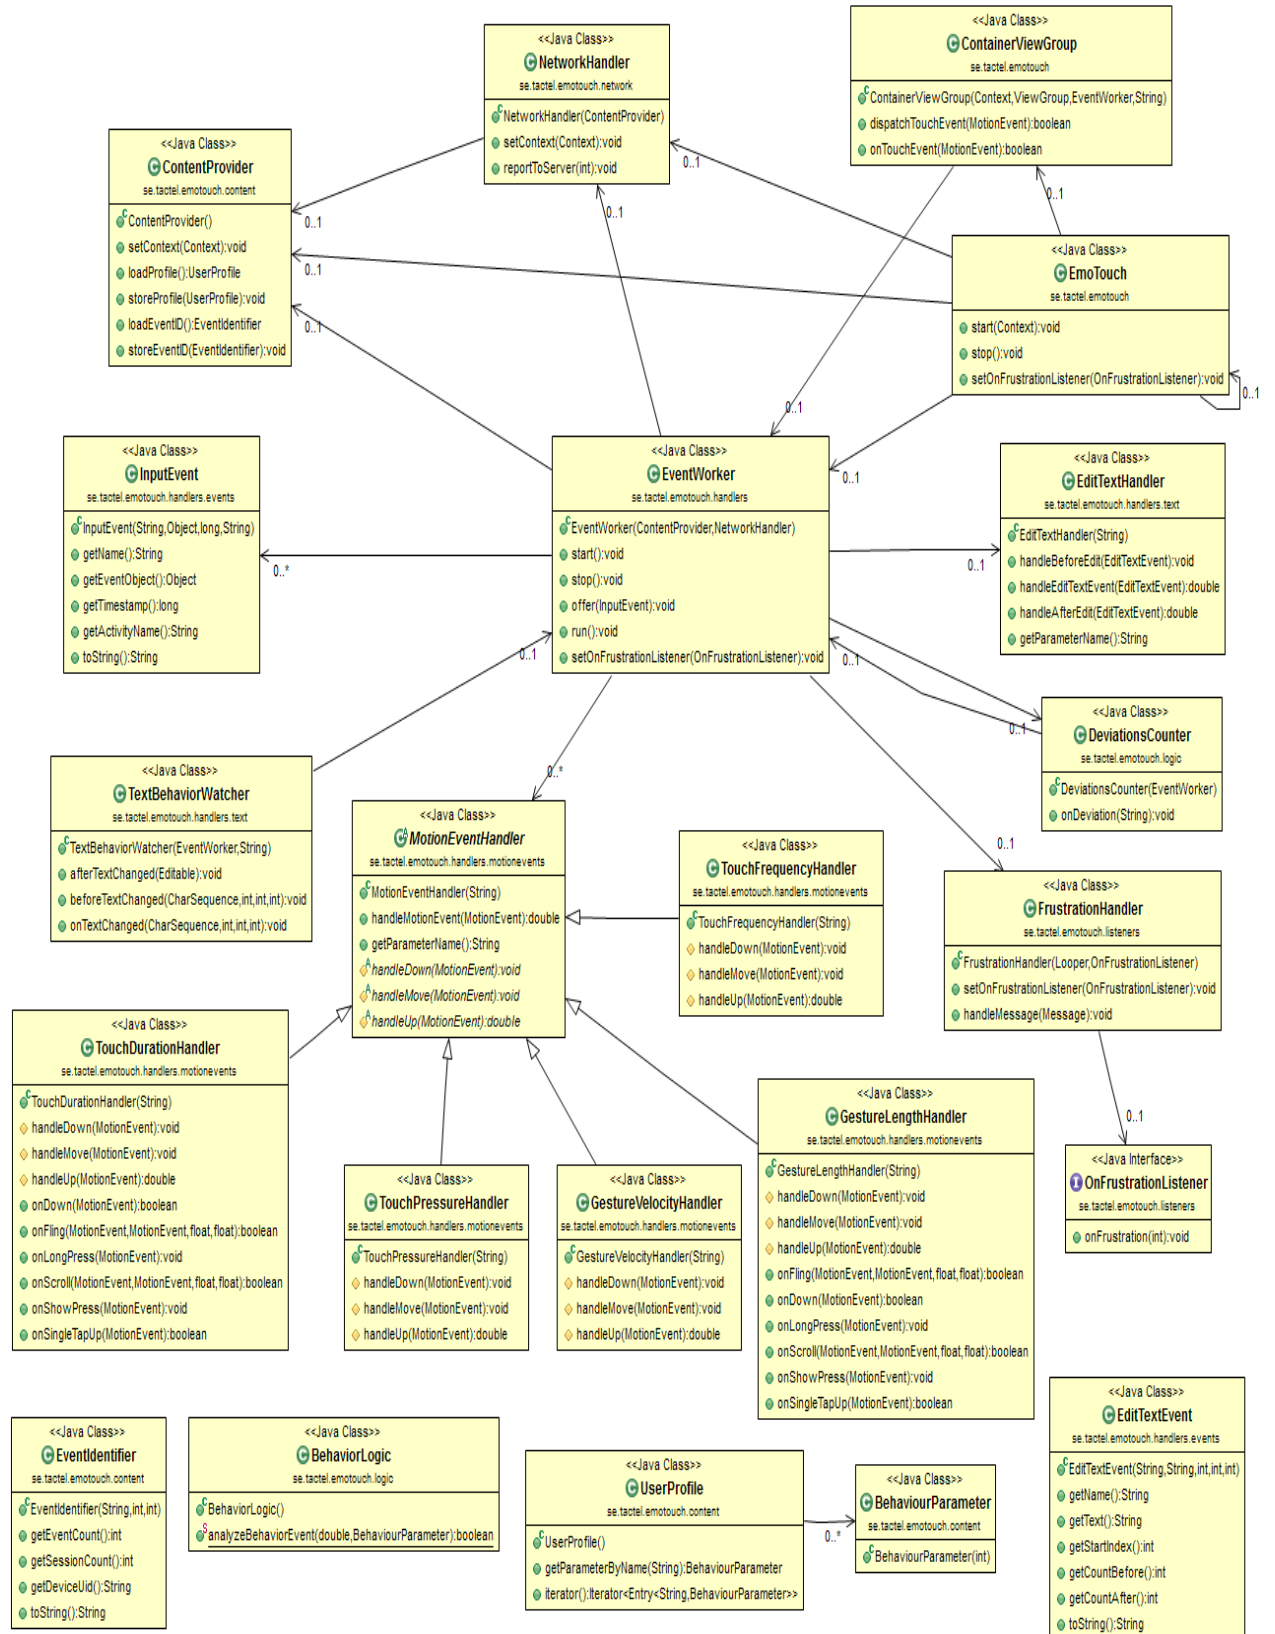 <<Java Class>>
NetworkHandler
se.tactel.emotouch.network
NetworkHandler(ContentProvider)
setContext(Context):void
reportToServer(int):void
<<Java Class>>
ContainerViewGroup
se.tactel.emotouch
ContainerViewGroup(Context,ViewGroup,EventWorker,String)
dispatchTouchEvent(MotionEvent):boolean
onTouchEvent(MotionEvent):boolean
<<Java Class>>
ContentProvider
se.tactel.emotouch.content
ContentProvider()
setContext(Context):void
loadProfile():UserProfile
storeProfile(UserProfile):void
loadEventID():EventIdentifier
storeEventID(EventIdentifier):void
0..1
0..1
0..1
0..1
0..1
0..1
<<Java Class>>
EmoTouch
se.tactel.emotouch
start(Context):void
stop():void
setOnFrustrationListener(OnFrustrationListener):void
0..1
0..1
0..1
<<Java Class>>
InputEvent
se.tactel.emotouch.handlers.events
InputEvent(String,Object,long,String)
getName():String
getEventObject():Object
getTimestamp():long
getActivityName():String
toString():String
0..*
<<Java Class>>
EventWorker
se.tactel.emotouch.handlers
EventWorker(ContentProvider,NetworkHandler)
start():void
stop():void
offer(InputEvent):void
run():void
setOnFrustrationListener(OnFrustrationListener):void
<<Java Class>>
EditTextHandler
se.tactel.emotouch.handlers.text
EditTextHandler(String)
handleBeforeEdit(EditTextEvent):void
handleEditTextEvent(EditTextEvent):double
handleAfterEdit(EditTextEvent):double
getParameterName():String
0..1
0..1
0..1
0..1
<<Java Class>>
DeviationsCounter
se.tactel.emotouch.logic
DeviationsCounter(EventWorker)
onDeviation(String):void
<<Java Class>>
TextBehaviorWatcher
se.tactel.emotouch.handlers.text
TextBehaviorWatcher(EventWorker,String)
afterTextChanged(Editable):void
beforeTextChanged(CharSequence,int,int,int):void
onTextChanged(CharSequence,int,int,int):void
0..*
<<Java Class>>
MotionEventHandler
se.tactel.emotouch.handlers.motionevents
MotionEventHandler(String)
handleMotionEvent(MotionEvent):double
getParameterName():String
handleDown(MotionEvent):void
handleMove(MotionEvent):void
handleUp(MotionEvent):double
<<Java Class>>
TouchFrequencyHandler
se.tactel.emotouch.handlers.motionevents
TouchFrequencyHandler(String)
handleDown(MotionEvent):void
handleMove(MotionEvent):void
handleUp(MotionEvent):double
0..1
<<Java Class>>
FrustrationHandler
se.tactel.emotouch.listeners
FrustrationHandler(Looper,OnFrustrationListener)
setOnFrustrationListener(OnFrustrationListener):void
handleMessage(Message):void
<<Java Class>>
TouchDurationHandler
se.tactel.emotouch.handlers.motionevents
TouchDurationHandler(String)
handleDown(MotionEvent):void
handleMove(MotionEvent):void
handleUp(MotionEvent):double
onDown(MotionEvent):boolean
onFling(MotionEvent,MotionEvent,float,float):boolean
onLongPress(MotionEvent):void
onScroll(MotionEvent,MotionEvent,float,float):boolean
onShowPress(MotionEvent):void
onSingleTapUp(MotionEvent):boolean
<<Java Class>>
TouchPressureHandler
se.tactel.emotouch.handlers.motionevents
TouchPressureHandler(String)
handleDown(MotionEvent):void
handleMove(MotionEvent):void
handleUp(MotionEvent):double
<<Java Class>>
GestureVelocityHandler
se.tactel.emotouch.handlers.motionevents
GestureVelocityHandler(String)
handleDown(MotionEvent):void
handleMove(MotionEvent):void
handleUp(MotionEvent):double
<<Java Class>>
GestureLengthHandler
se.tactel.emotouch.handlers.motionevents
GestureLengthHandler(String)
handleDown(MotionEvent):void
handleMove(MotionEvent):void
handleUp(MotionEvent):double
onFling(MotionEvent,MotionEvent,float,float):boolean
onDown(MotionEvent):boolean
onLongPress(MotionEvent):void
onScroll(MotionEvent,MotionEvent,float,float):boolean
onShowPress(MotionEvent):void
onSingleTapUp(MotionEvent):boolean
0..1
<<Java Interface>>
OnFrustrationListener
se.tactel.emotouch.listeners
onFrustration(int):void
<<Java Class>>
EventIdentifier
se.tactel.emotouch.content
EventIdentifier(String,int,int)
getEventCount():int
getSessionCount():int
getDeviceUid():String
toString():String
<<Java Class>>
BehaviorLogic
se.tactel.emotouch.logic
BehaviorLogic()
analyzeBehaviorEvent(double,BehaviourParameter):boolean
<<Java Class>>
UserProfile
se.tactel.emotouch.content
UserProfile()
getParameterByName(String):BehaviourParameter
iterator():Iterator<Entry<String,BehaviourParameter>>
0..*
<<Java Class>>
BehaviourParameter
se.tactel.emotouch.content
BehaviourParameter(int)
<<Java Class>>
EditTextEvent
se.tactel.emotouch.handlers.events
EditTextEvent(String,String,int,int,int)
getName():String
getText():String
getStartIndex():int
getCountBefore():int
getCountAfter():int
toString():String